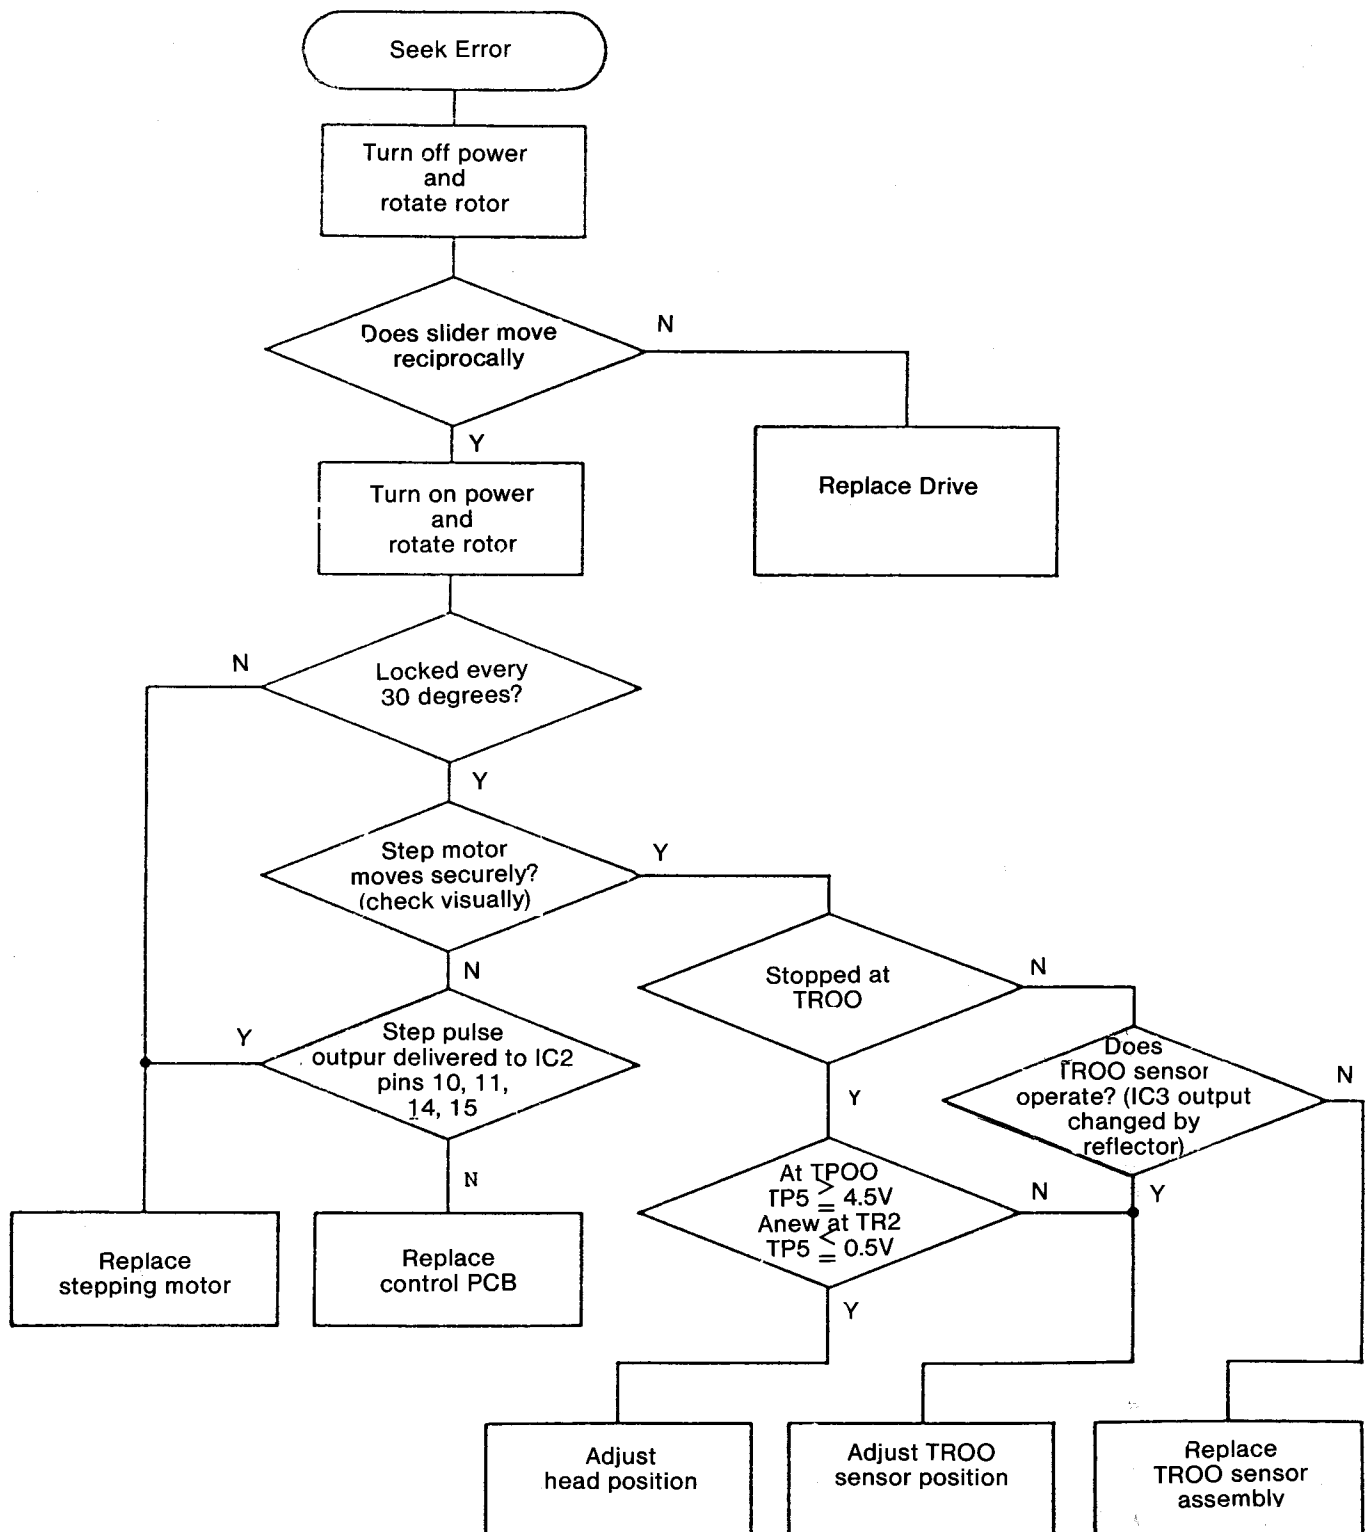 Seek Error
Turn off power
and
rotate rotor
Does slider move
reciprocally
N
Y
Turn on power
and
rotate rotor
Replace Drive
N
Locked every
30 degrees?
Y
Step motor
moves securely?
(check visually)
Y
N
Stopped at
TROO
N
Y
Step pulse
outpur delivered to IC2
pins 10, 11,
14, 15
Y
N
Does
TROO sensor
operate? (IC3 output
changed by
reflector)
N
Y
At TPOO
TP5 ≧ 4.5V
Anew at TR2
TP5 ≦ 0.5V
N
Y
Replace
stepping motor
Replace
control PCB
Adjust
head position
Adjust TROO
sensor position
Replace
TROO sensor
assembly